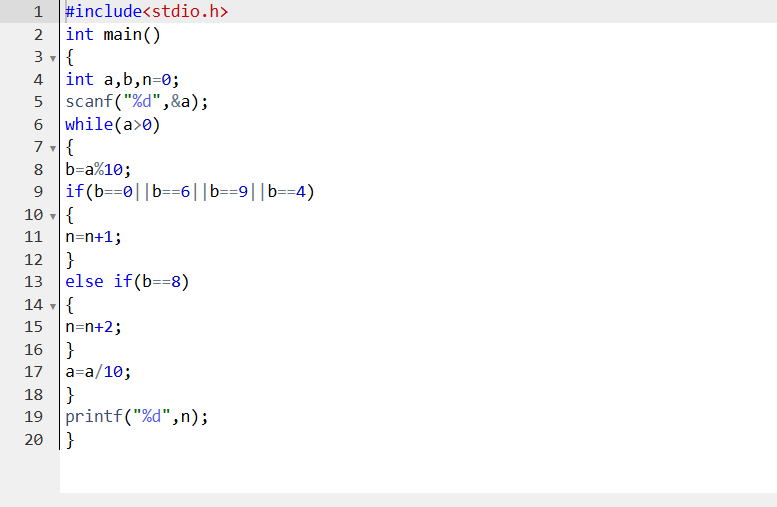 1 #include<stdio.h>
2 int main()
3 {
4 int a,b,n=0;
5 scanf("%d",&a);
6 while(a>0)
7 {
8 b=a%10;
9 if(b==0||b==6||b==9||b==4)
10 {
11 n=n+1;
12 }
13 else if(b==8)
14 {
15 n=n+2;
16 }
17 a=a/10;
18 }
19 printf("%d",n);
20 }